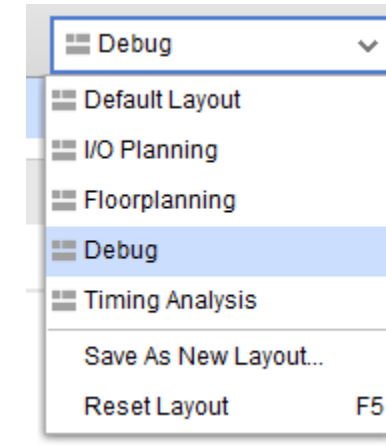 Debug
Default Layout
I/O Planning
Floorplanning
Debug
Timing Analysis
Save As New Layout...
Reset Layout F5